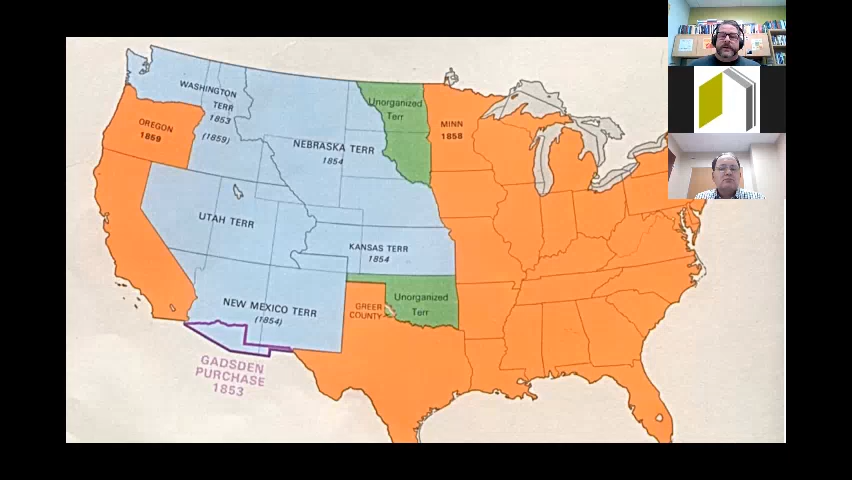 WASHINGTON
TERR
1853
(1859)
OREGON
1859
NEBRASKA TERR
1854
Unorganized
Terr
MINN
1858
UTAH TERR
KANSAS TERR
1854
NEW MEXICO TERR
(1854)
GREER
COUNTY
Unorganized
Terr
GADSDEN
PURCHASE
1853